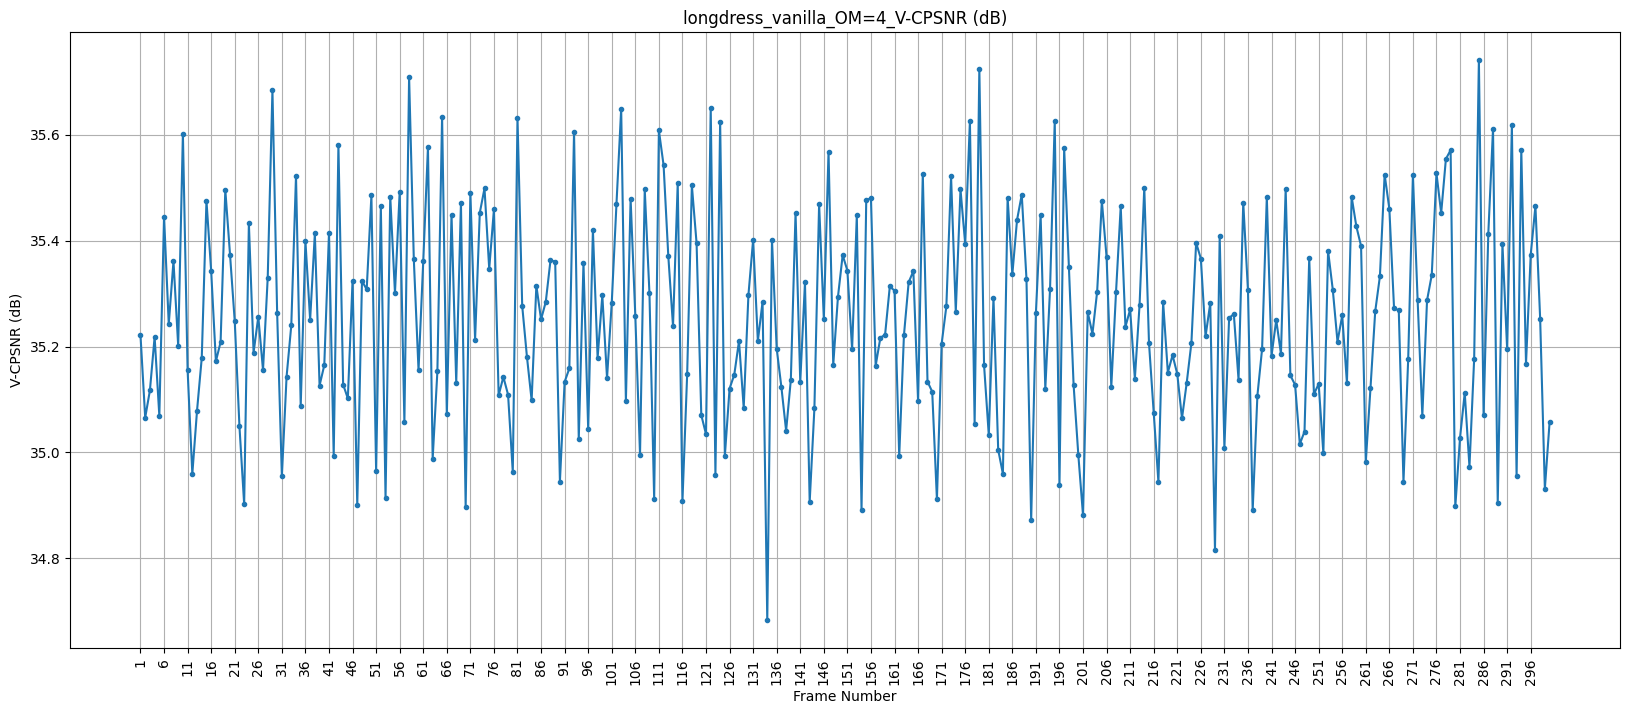 longdress_vanilla_OM=4_V-CPSNR (dB)
V-CPSNR (dB)
35.6
35.4
35.2
35.0
34.8
1 6 11 16 21 26 31 36 41 46 51 56 61 66 71 76 81 86 91 96 101 106 111 116 121 126 131 136 141 146 151 156 161 166 171 176 181 186 191 196 201 206 211 216 221 226 231 236 241 246 251 256 261 266 271 276 281 286 291 296
Frame Number